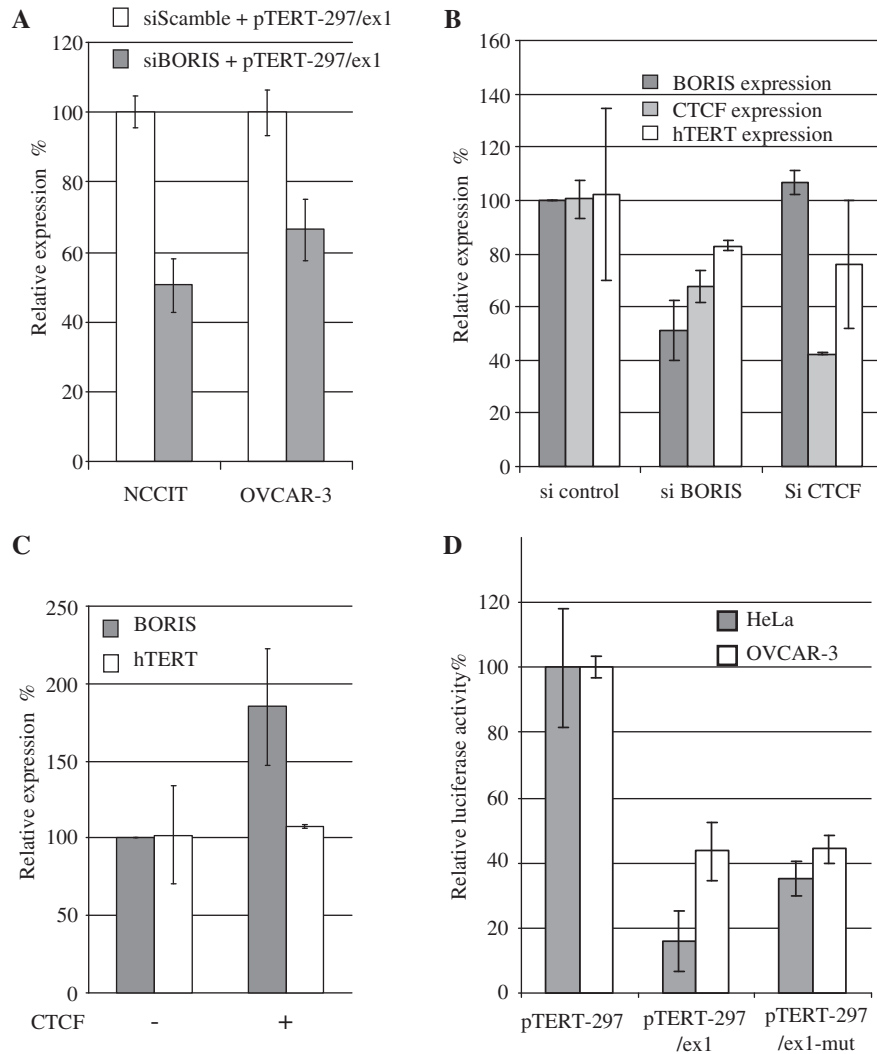 A
siScamble + pTERT-297/ex1
siBORIS + pTERT-297/ex1
Relative expression %
120
100
80
60
40
20
0
NCCIT
OVCAR-3
B
BORIS expression
CTCF expression
hTERT expression
Relative expression %
160
140
120
100
80
60
40
20
0
si control
si BORIS
Si CTCF
C
BORIS
hTERT
Relative expression %
250
200
150
100
50
0
CTCF - +
D
HeLa
OVCAR-3
Relative luciferase activity%
120
100
80
60
40
20
0
pTERT-297
pTERT-297
/ex1
pTERT-297
/ex1-mut